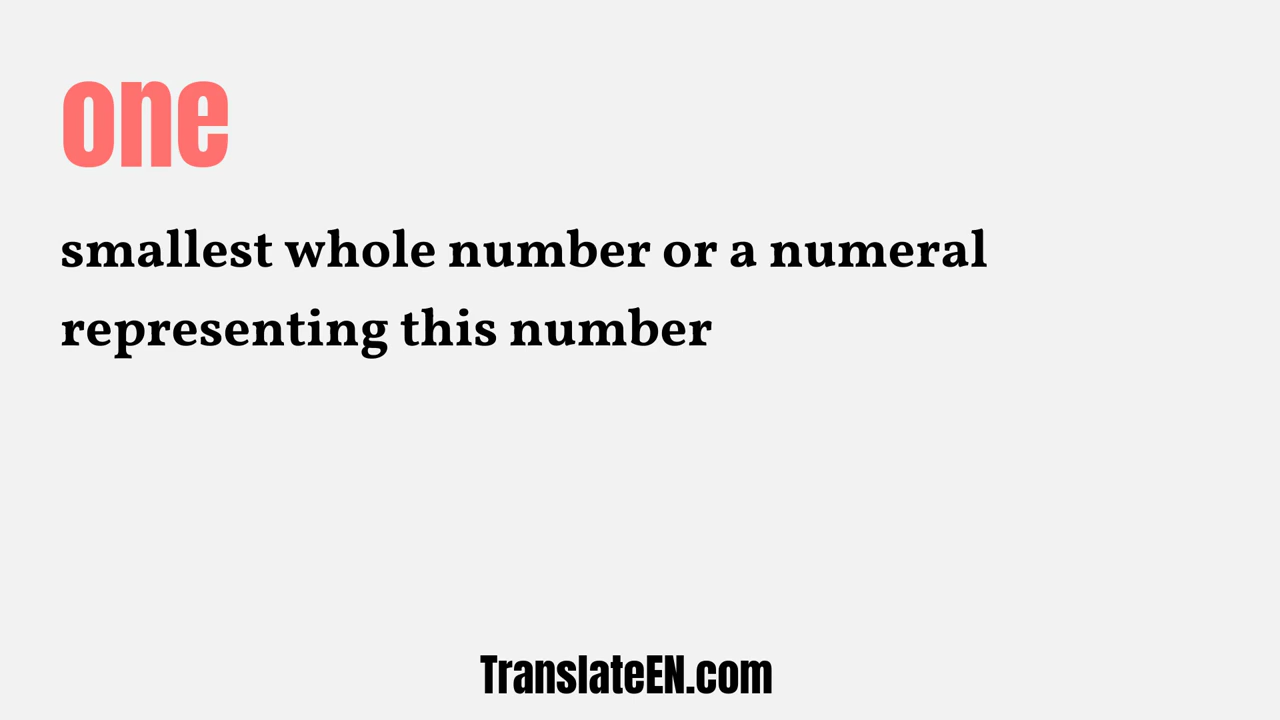 one
smallest whole number or a numeral
representing this number
TranslateEN.com